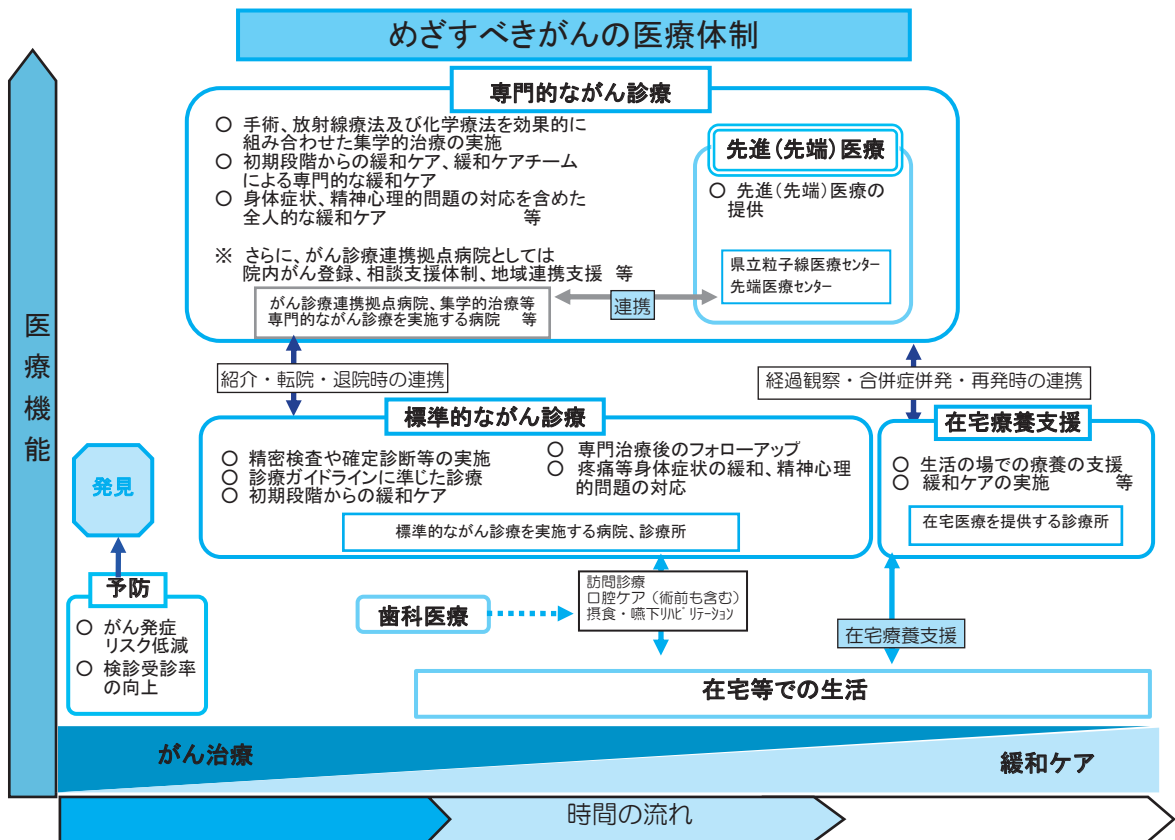 めざすべきがんの医療体制
医療機能
専門的ながん診療
○ 手術、放射線療法及び化学療法を効果的に
組み合わせた集学的治療の実施
○ 初期段階からの緩和ケア、緩和ケアチーム
による専門的な緩和ケア
○ 身体症状、精神心理的問題の対応を含めた
全人的な緩和ケア 等
※ さらに、がん診療連携拠点病院としては
院内がん登録、相談支援体制、地域連携支援 等
がん診療連携拠点病院、集学的治療等
専門的ながん診療を実施する病院 等
連携
先進(先端)医療
○ 先進(先端)医療の
提供
県立粒子線医療ｾﾝﾀｰ
先端医療ｾﾝﾀｰ
紹介・転院・退院時の連携
経過観察・合併症併発・再発時の連携
標準的ながん診療
○ 精密検査や確定診断等の実施
○ 診療ガイドラインに準じた診療
○ 初期段階からの緩和ケア
○ 専門治療後のフォローアップ
○ 疼痛等身体症状の緩和、精神心理
的問題の対応
標準的ながん診療を実施する病院、診療所
在宅療養支援
○ 生活の場での療養の支援
○ 緩和ケアの実施 等
在宅医療を提供する診療所
発見
予防
○ がん発症
リスク低減
○ 検診受診率
の向上
歯科医療
訪問診療
口腔ケア（術前も含む）
摂食・嚥下ﾘﾊﾋﾞﾘﾃｰｼｮﾝ
在宅療養支援
在宅等での生活
がん治療
緩和ケア
時間の流れ